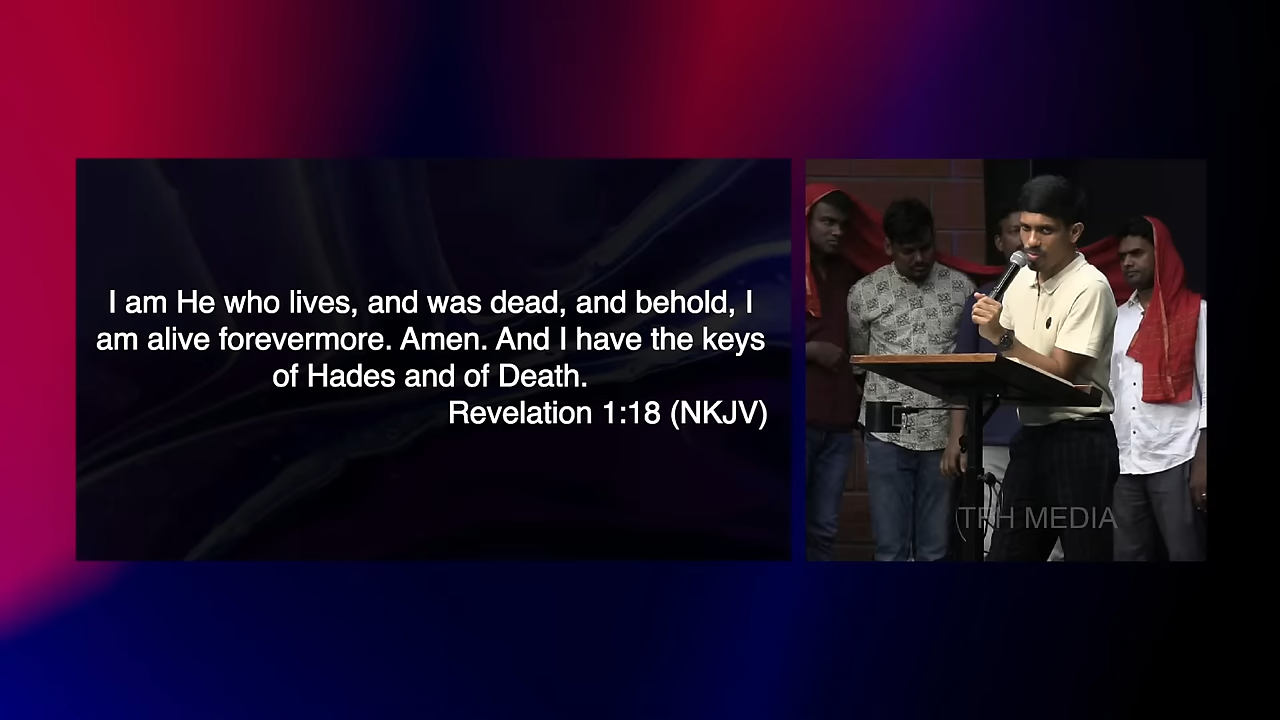 I am He who lives, and was dead, and behold, I
am alive forevermore. Amen. And I have the keys
of Hades and of Death.
Revelation 1:18 (NKJV)
TFH MEDIA